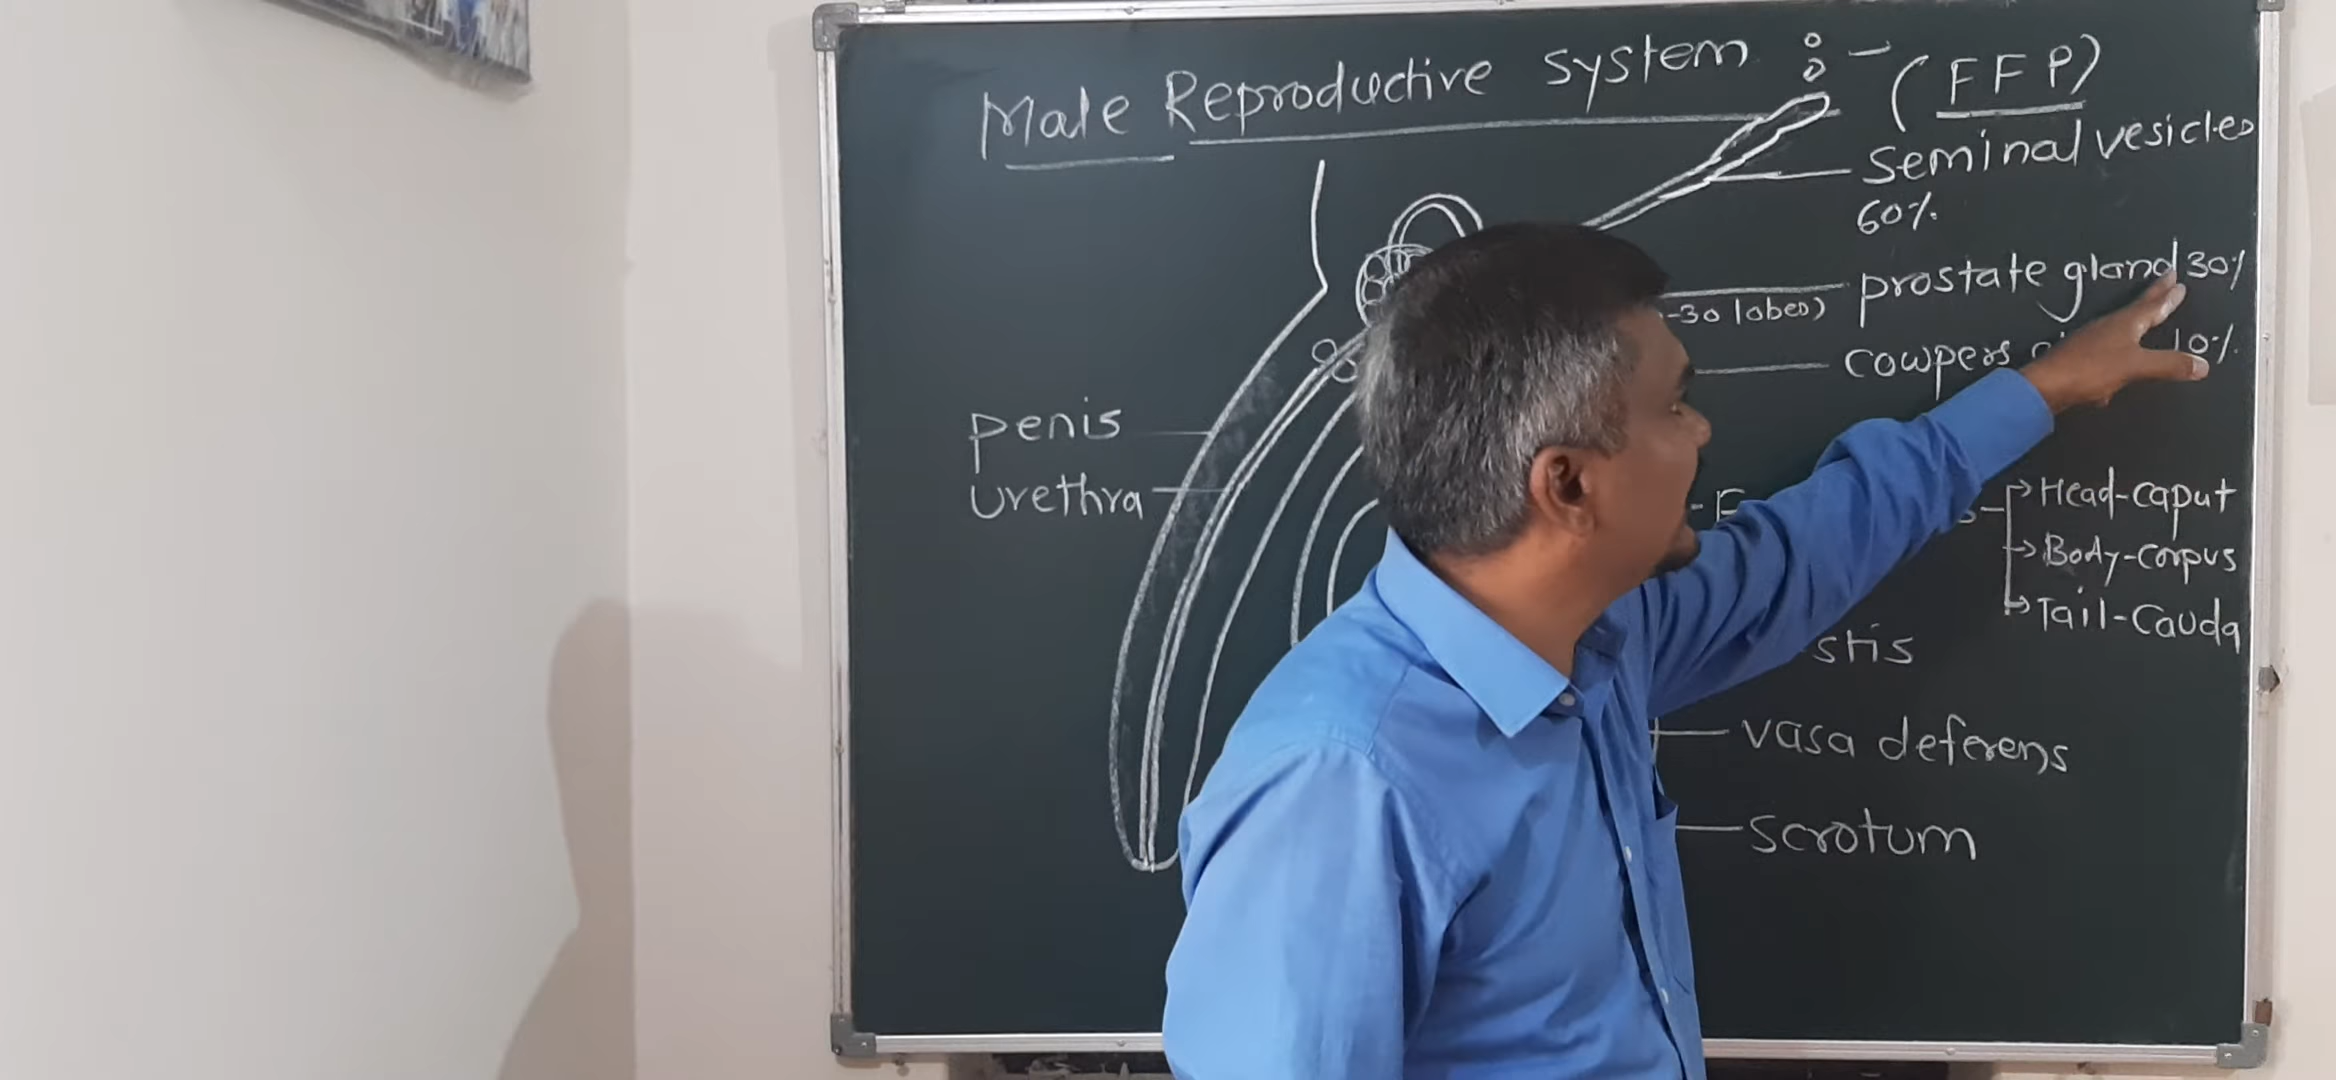 Male Reproductive System :- (FFP)
Seminal vesicles
60%
prostate gland 30%
-30 lobes)
cowpers 10%
penis
urethra
Head-caput
Body-corpus
Tail-Cauda
stis
vasa deferens
scrotum